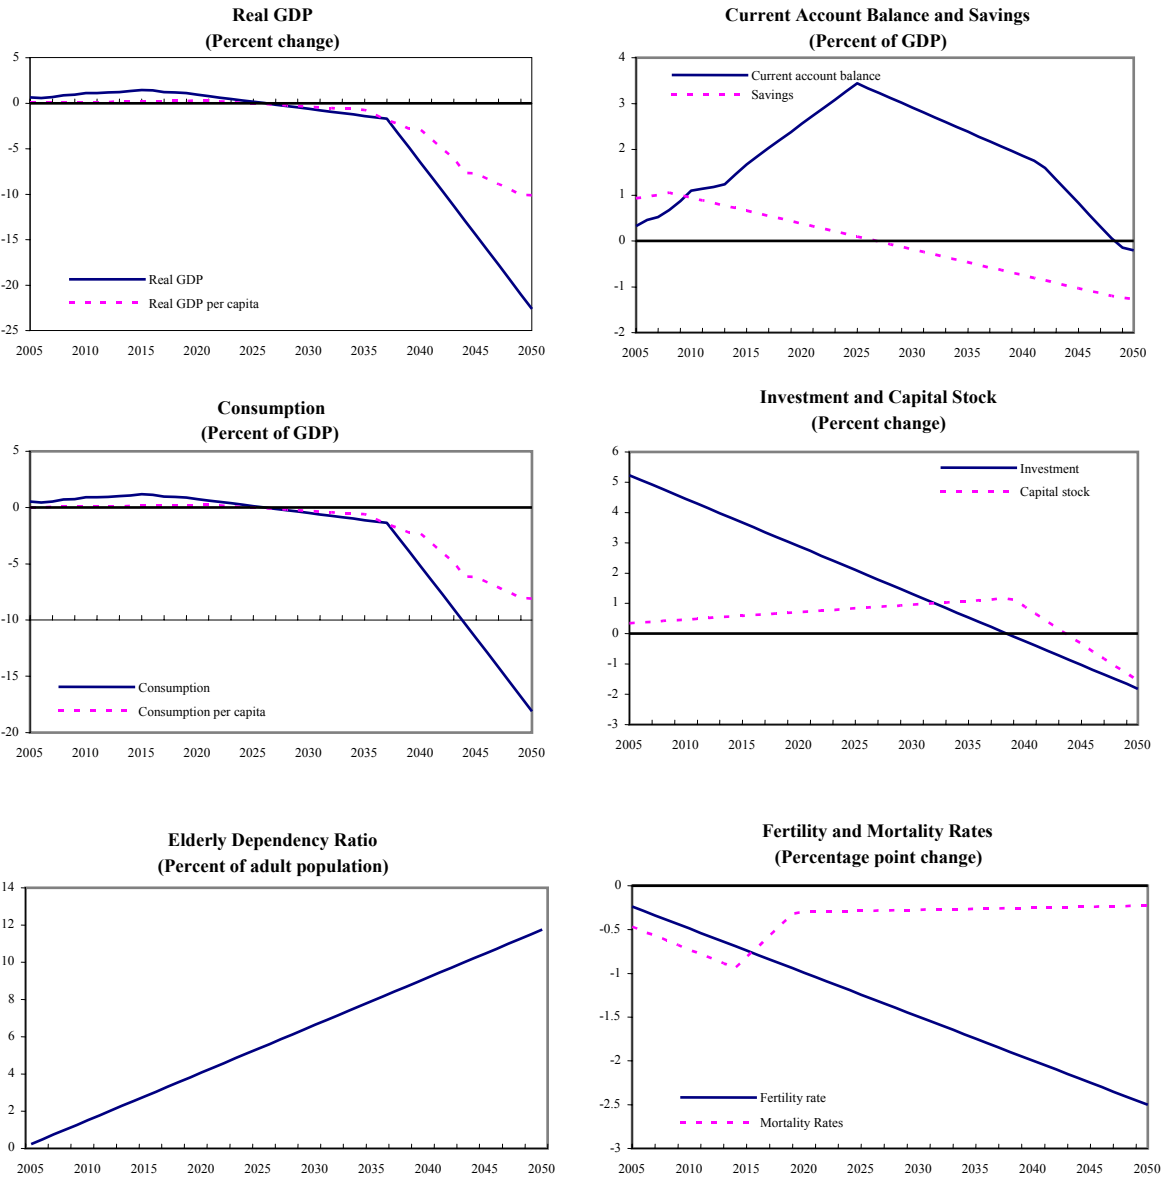 Real GDP
(Percent change)
5
0
-5
-10
-15
-20
-25
Real GDP
Real GDP per capita
2005 2010 2015 2020 2025 2030 2035 2040 2045 2050
Current Account Balance and Savings
(Percent of GDP)
4
3
2
1
0
-1
-2
Current account balance
Savings
2005 2010 2015 2020 2025 2030 2035 2040 2045 2050
Consumption
(Percent of GDP)
5
0
-5
-10
-15
-20
Consumption
Consumption per capita
2005 2010 2015 2020 2025 2030 2035 2040 2045 2050
Investment and Capital Stock
(Percent change)
6
5
4
3
2
1
0
-1
-2
-3
Investment
Capital stock
2005 2010 2015 2020 2025 2030 2035 2040 2045 2050
Elderly Dependency Ratio
(Percent of adult population)
14
12
10
8
6
4
2
0
2005 2010 2015 2020 2025 2030 2035 2040 2045 2050
Fertility and Mortality Rates
(Percentage point change)
0
-0.5
-1
-1.5
-2
-2.5
-3
Fertility rate
Mortality Rates
2005 2010 2015 2020 2025 2030 2035 2040 2045 2050